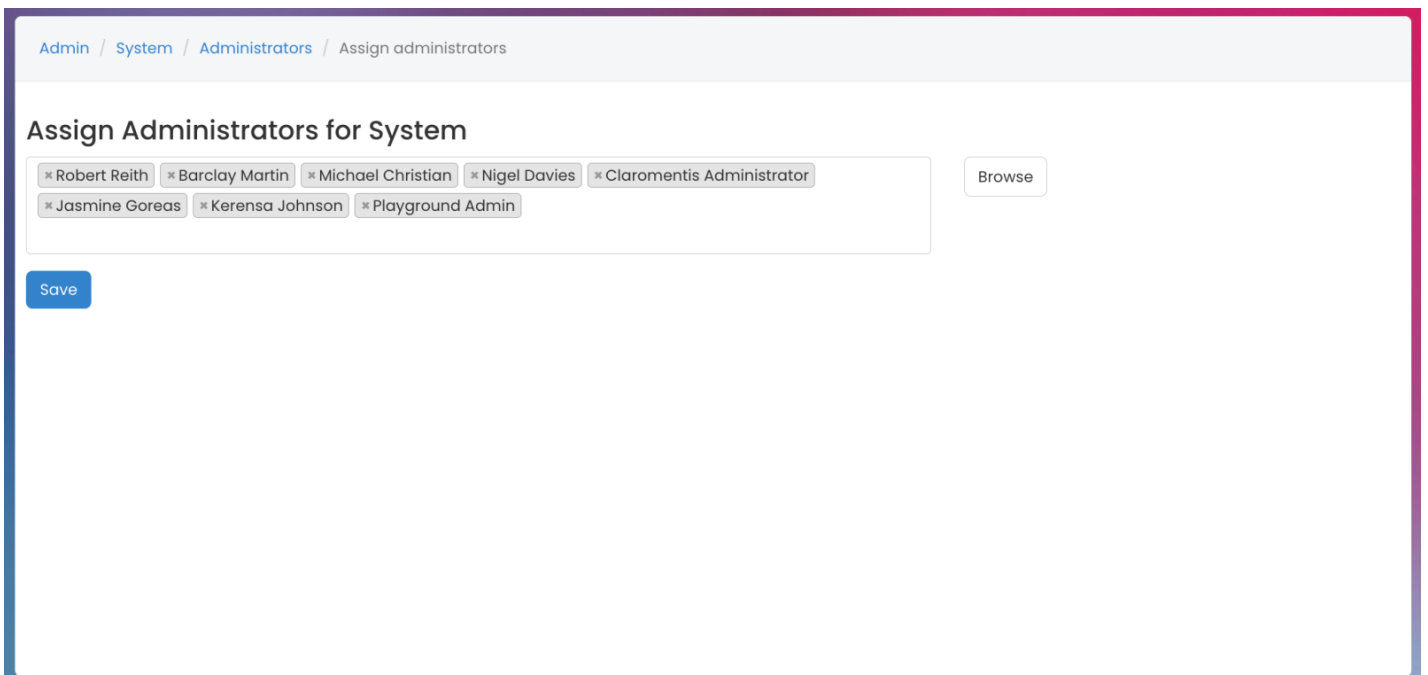 Admin / System / Administrators / Assign administrators
Assign Administrators for System
× Robert Reith × Barclay Martin × Michael Christian × Nigel Davies × Claromentis Administrator
Browse
× Jasmine Goreas × Kerensa Johnson × Playground Admin
Save